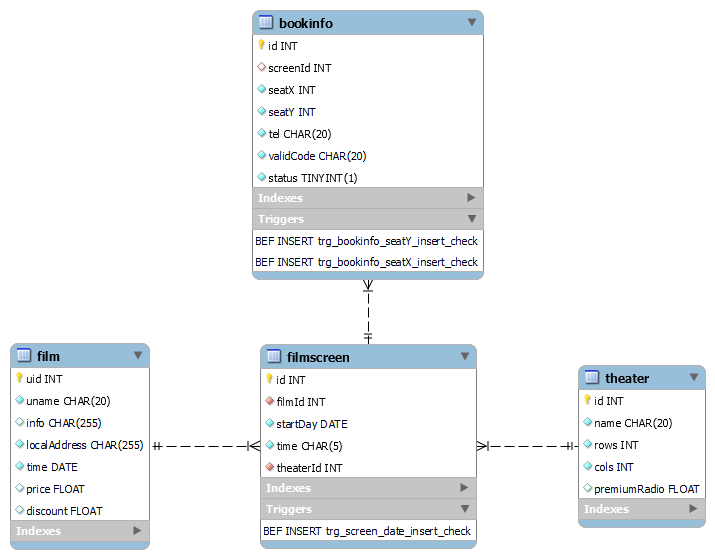 bookinfo
id INT
screenId INT
seatX INT
seatY INT
tel CHAR(20)
validCode CHAR(20)
status TINYINT(1)
Indexes
Triggers
BEF INSERT trg_bookinfo_seatY_insert_check
BEF INSERT trg_bookinfo_seatX_insert_check
film
uid INT
uname CHAR(20)
info CHAR(255)
localAddress CHAR(255)
time DATE
price FLOAT
discount FLOAT
Indexes
filmscreen
id INT
filmId INT
startDay DATE
time CHAR(5)
theaterId INT
Indexes
Triggers
BEF INSERT trg_screen_date_insert_check
theater
id INT
name CHAR(20)
rows INT
cols INT
premiumRadio FLOAT
Indexes